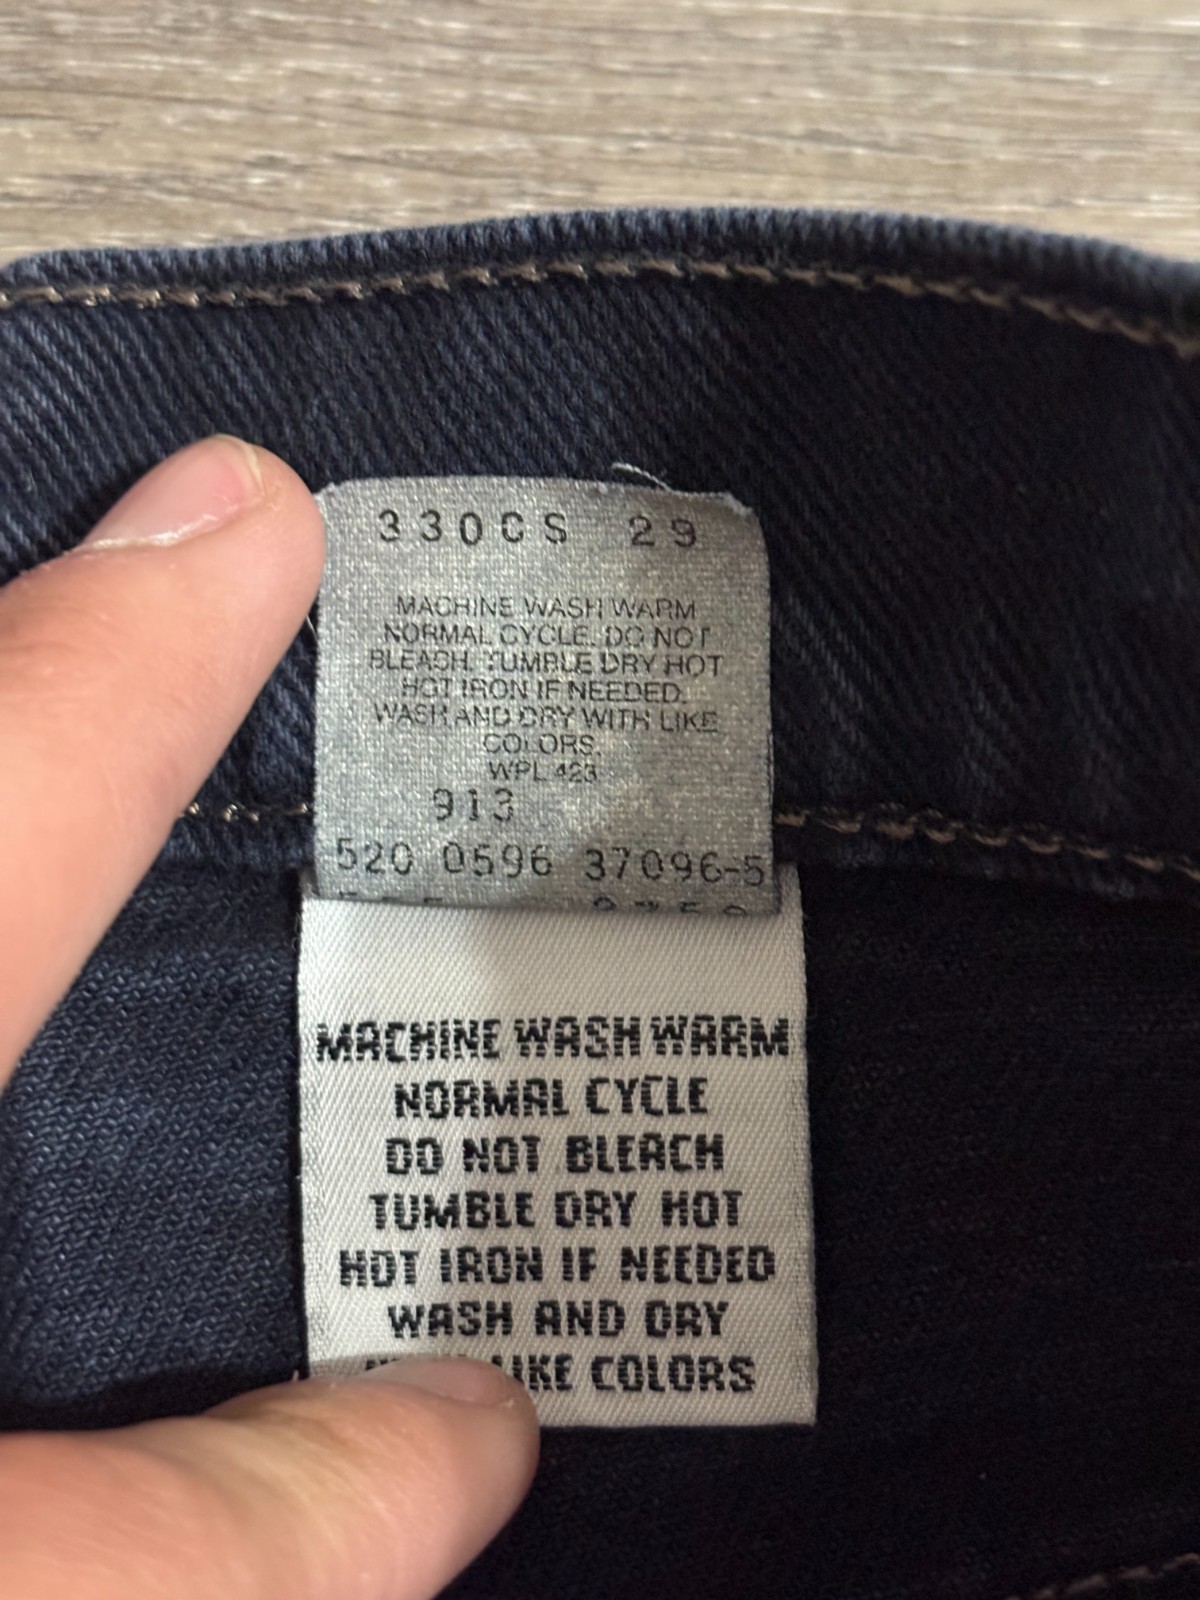 330CS 29
MACHINE WASH WARM
NORMAL CYCLE. DO NOT
BLEACH. TUMBLE DRY HOT
HOT IRON IF NEEDED.
WASH AND DRY WITH LIKE
COLORS.
WPL 423
913
520 0596 37096-5
MACHINE WASH WARM
NORMAL CYCLE
DO NOT BLEACH
TUMBLE DRY HOT
HOT IRON IF NEEDED
WASH AND DRY
LIKE COLORS